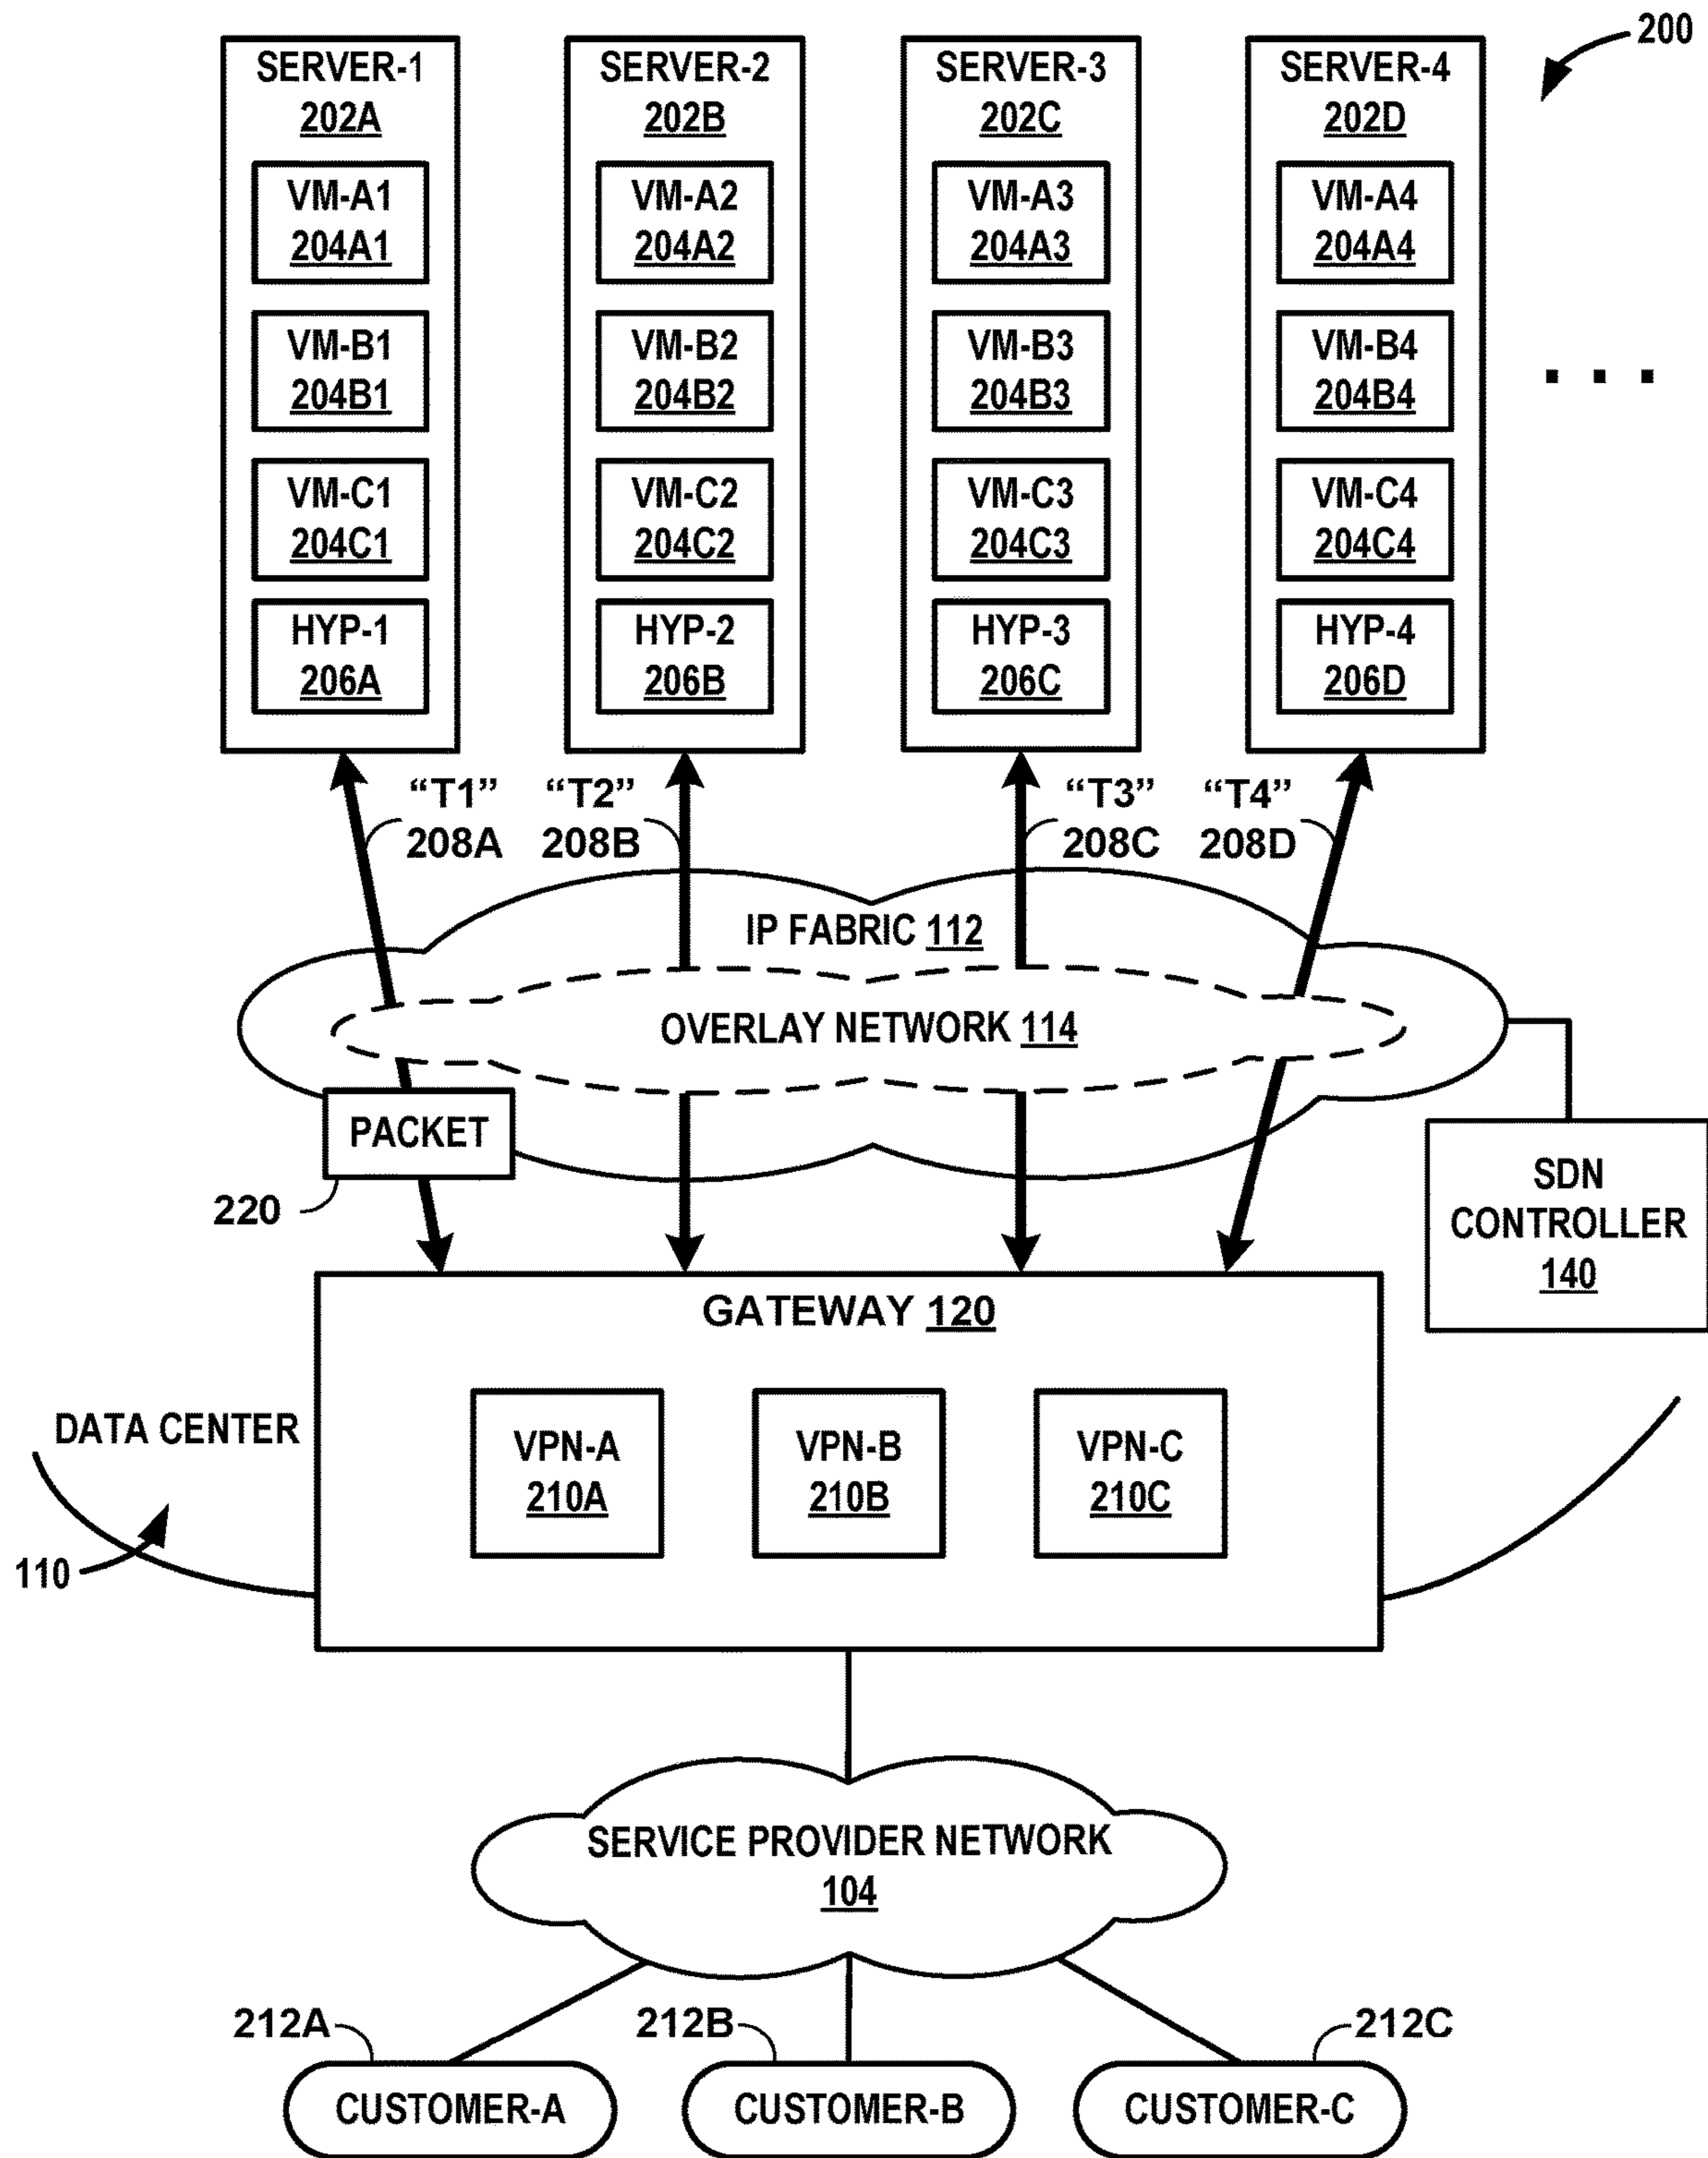 200
SERVER-1
202A
VM-A1
204A1
VM-B1
204B1
VM-C1
204C1
HYP-1
206A
SERVER-2
202B
VM-A2
204A2
VM-B2
204B2
VM-C2
204C2
HYP-2
206B
SERVER-3
202C
VM-A3
204A3
VM-B3
204B3
VM-C3
204C3
HYP-3
206C
SERVER-4
202D
VM-A4
204A4
VM-B4
204B4
VM-C4
204C4
HYP-4
206D
. . .
“T1”
208A
“T2”
208B
“T3”
208C
“T4”
208D
IP FABRIC 112
OVERLAY NETWORK 114
PACKET
220
SDN
CONTROLLER
140
GATEWAY 120
VPN-A
210A
VPN-B
210B
VPN-C
210C
DATA CENTER
110
SERVICE PROVIDER NETWORK
104
212A
212B
212C
CUSTOMER-A
CUSTOMER-B
CUSTOMER-C